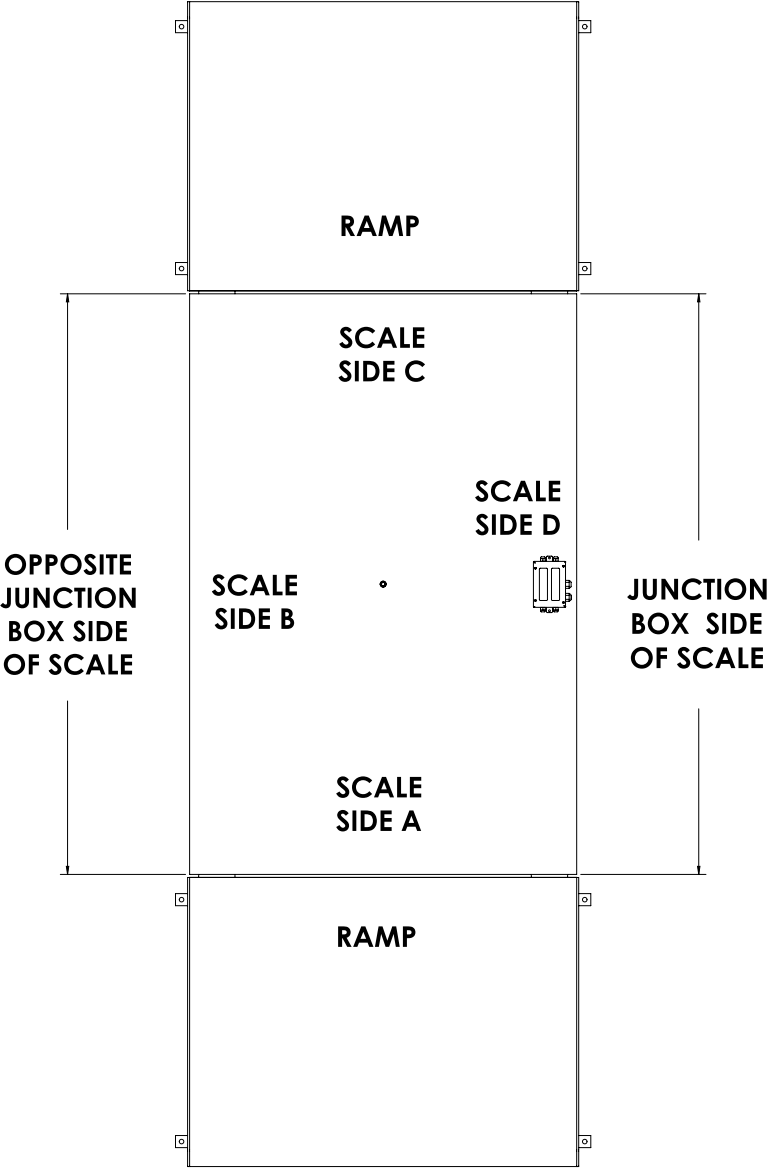 RAMP
SCALE
SIDE C
SCALE
SIDE D
OPPOSITE
JUNCTION
BOX SIDE
OF SCALE
SCALE
SIDE B
JUNCTION
BOX SIDE
OF SCALE
SCALE
SIDE A
RAMP